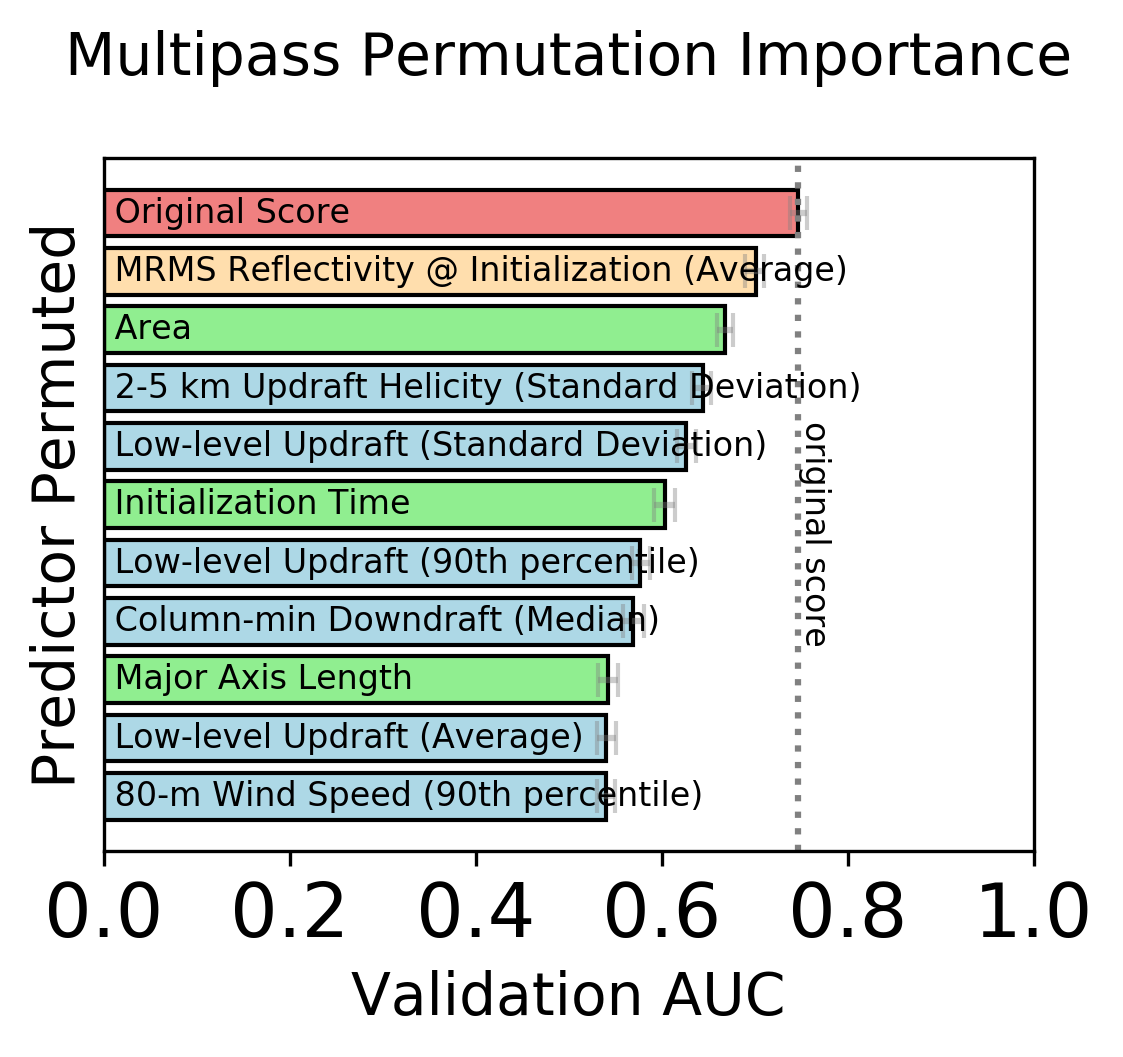 Multipass Permutation Importance
Predictor Permuted
Original Score
MRMS Reflectivity @ Initialization (Average)
Area
2-5 km Updraft Helicity (Standard Deviation)
Low-level Updraft (Standard Deviation)
Initialization Time
Low-level Updraft (90th percentile)
Column-min Downdraft (Median)
Major Axis Length
Low-level Updraft (Average)
80-m Wind Speed (90th percentile)
original score
0.0 0.2 0.4 0.6 0.8 1.0
Validation AUC